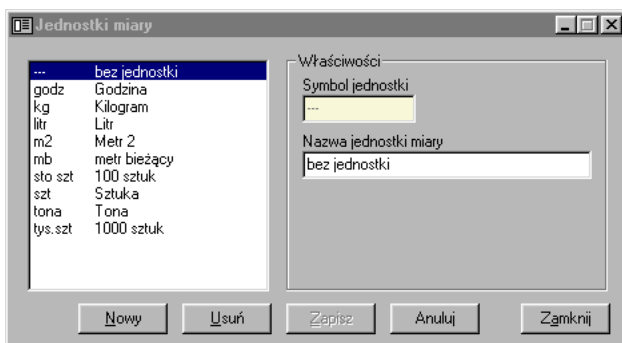 Jednostki miary
--- bez jednostki
godz Godzina
kg Kilogram
litr Litr
m2 Metr 2
mb metr bieżący
sto szt 100 sztuk
szt Sztuka
tona Tona
tys.szt 1000 sztuk
Właściwości
Symbol jednostki
---
Nazwa jednostki miary
bez jednostki
Nowy Usuń Zapisz Anuluj Zamknij